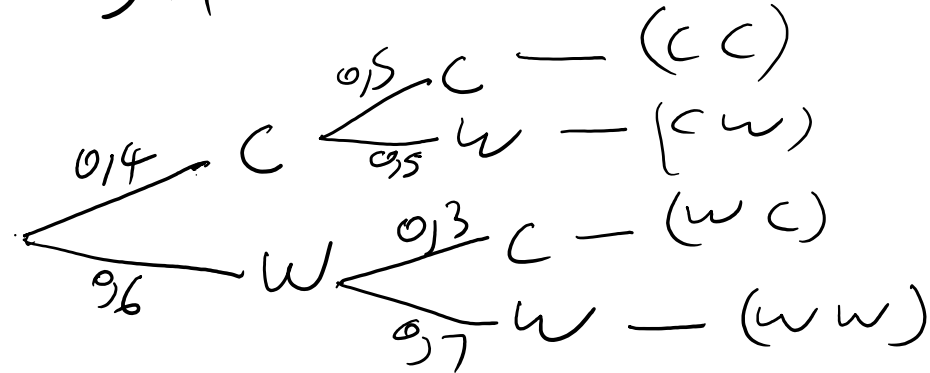 0,5 C — (C C)
0,4 C
0,5 W — (C W)
0,3 C — (W C)
0,6 W
0,7 W — (W W)